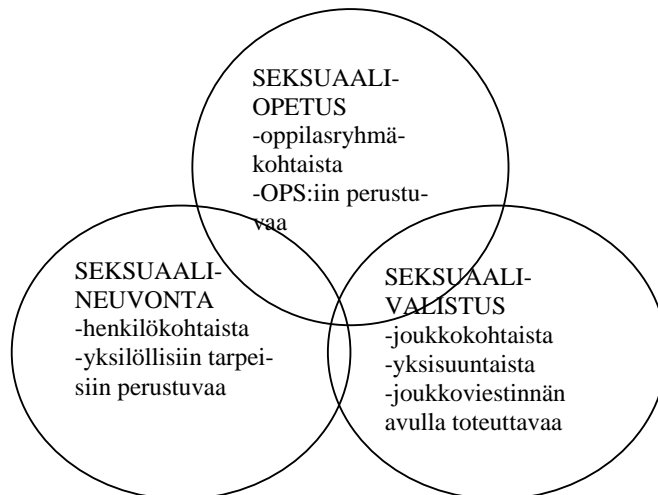 SEKSUAALI-
OPETUS
-oppilasryhmä-
kohtaista
-OPS:iin perustu-
vaa
SEKSUAALI-
NEUVONTA
-henkilökohtaista
-yksilöllisiin tarpei-
siin perustuvaa
SEKSUAALI-
VALISTUS
-joukkokohtaista
-yksisuuntaista
-joukkoviestinnän
avulla toteuttavaa